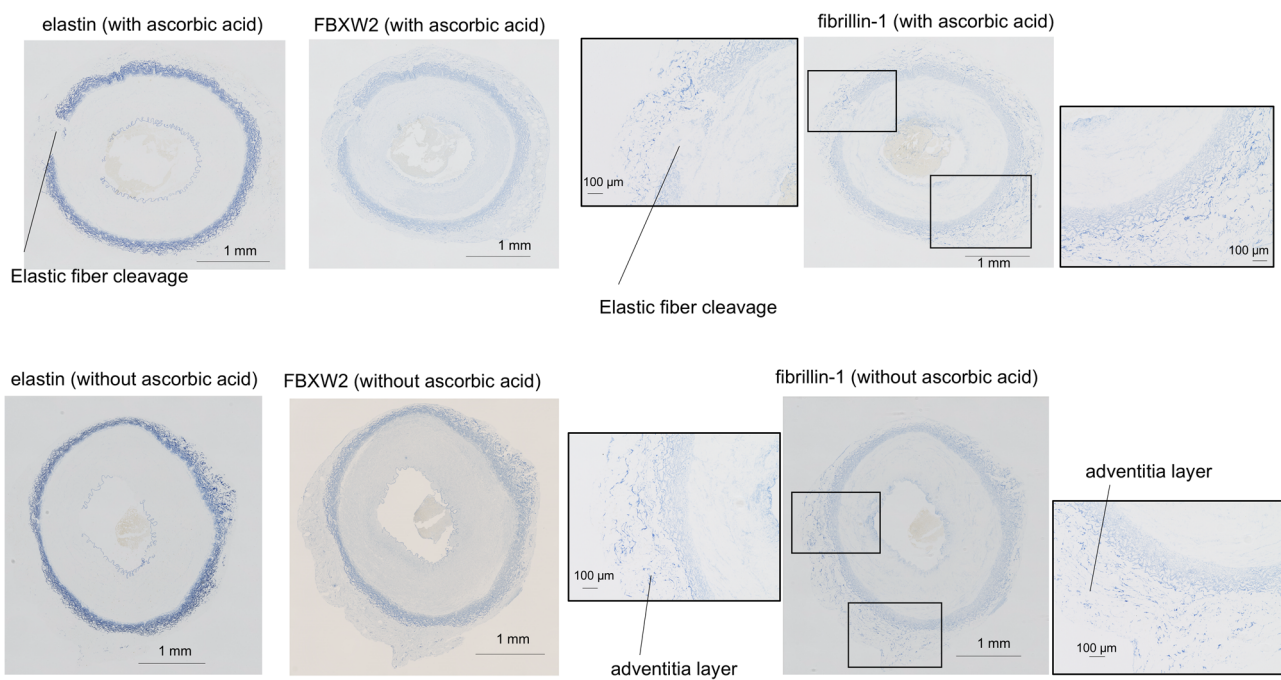 elastin (with ascorbic acid)
FBXW2 (with ascorbic acid)
fibrillin-1 (with ascorbic acid)
100 µm
1 mm
1 mm
1 mm
100 µm
Elastic fiber cleavage
Elastic fiber cleavage
elastin (without ascorbic acid)
FBXW2 (without ascorbic acid)
fibrillin-1 (without ascorbic acid)
adventitia layer
100 µm
1 mm
1 mm
1 mm
100 µm
adventitia layer